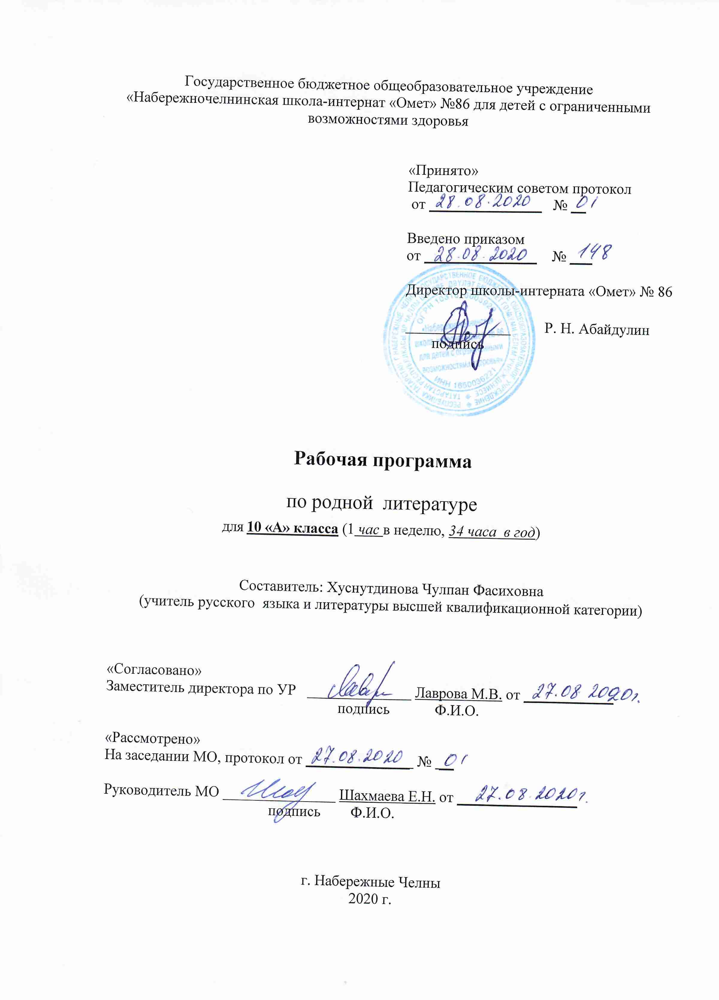 Государственное бюджетное общеобразовательное учреждение
«Набережночелнинская школа-интернат «Омет» №86 для детей с ограниченными
возможностями здоровья
«Принято»
Педагогическим советом протокол
от 28.08.2020 № 01
Введено приказом
от 28.08.2020 № 148
Директор школы-интерната «Омет» № 86
Р. Н. Абайдулин
подпись
для детей с ограниченными
возможностями здоровья»
ИНН 1650036221
Рабочая программа
по родной литературе
для 10 «А» класса (1 час в неделю, 34 часа в год)
Составитель: Хуснутдинова Чулпан Фасиховна
(учитель русского языка и литературы высшей квалификационной категории)
«Согласовано»
Заместитель директора по УР Лаврова М.В. от 27.08 2020г.
подпись Ф.И.О.
«Рассмотрено»
На заседании МО, протокол от 27.08.2020 № 01
Руководитель МО Шахмаева Е.Н. от 27.08.2020г.
подпись Ф.И.О.
г. Набережные Челны
2020 г.